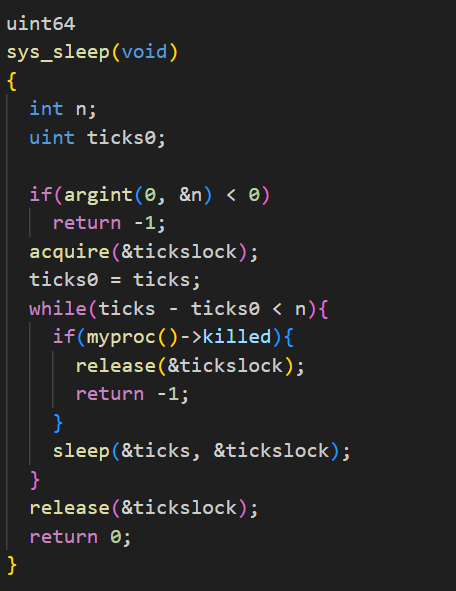 uint64
sys_sleep(void)
{
  int n;
  uint ticks0;

  if(argint(0, &n) < 0)
    return -1;
  acquire(&tickslock);
  ticks0 = ticks;
  while(ticks - ticks0 < n){
    if(myproc()->killed){
      release(&tickslock);
      return -1;
    }
    sleep(&ticks, &tickslock);
  }
  release(&tickslock);
  return 0;
}